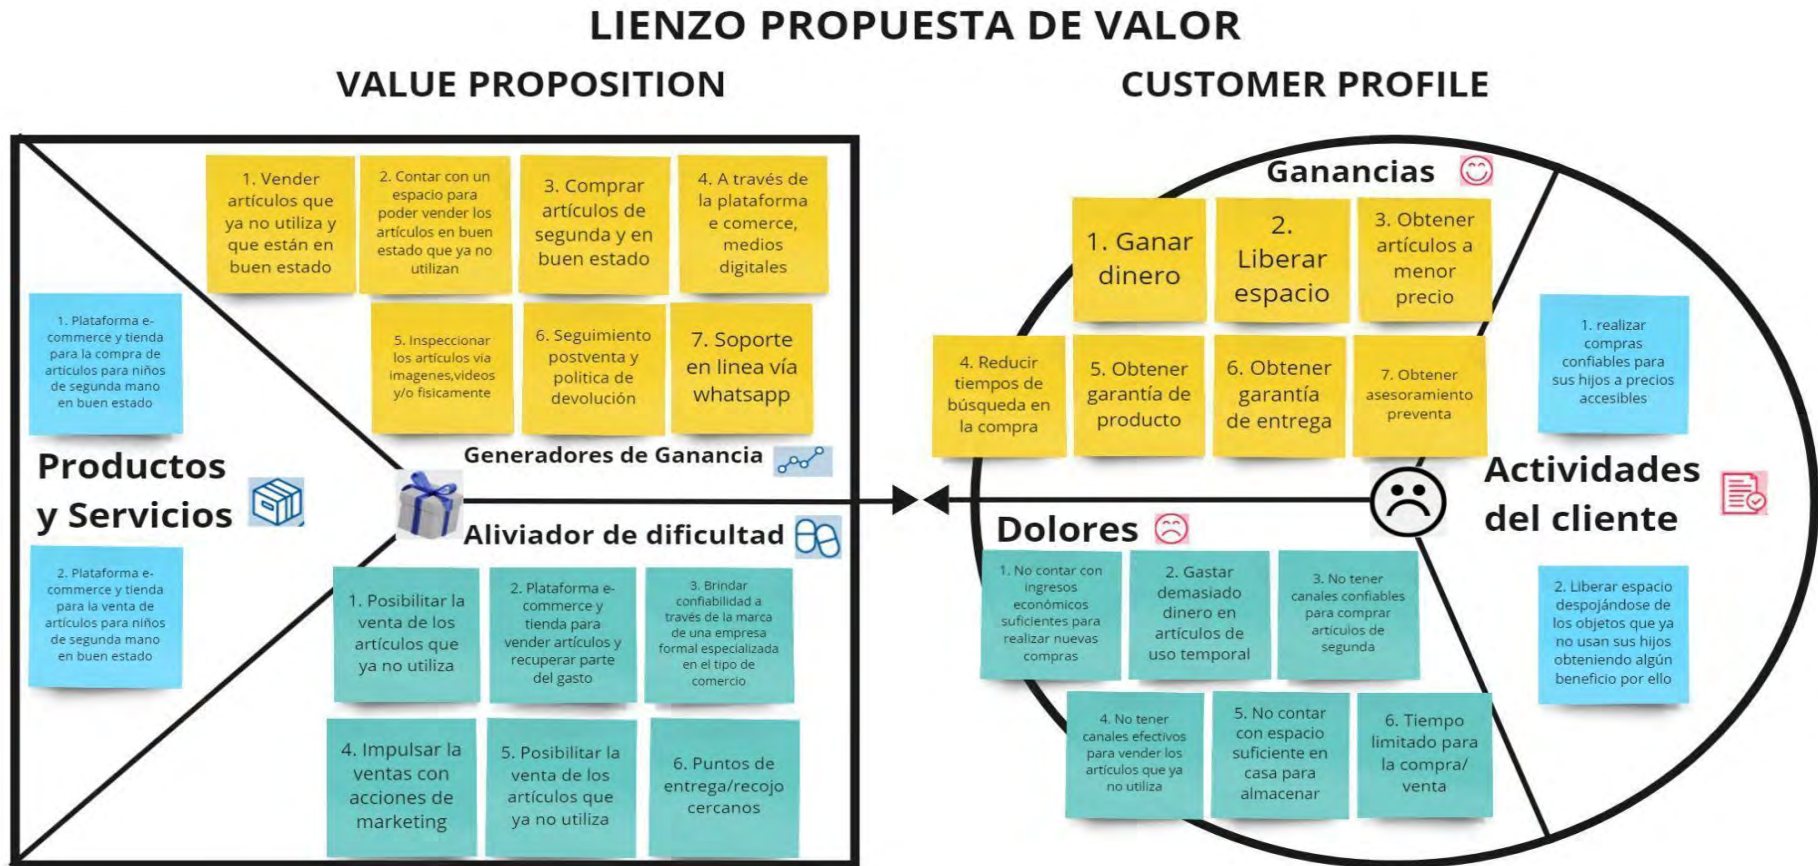 LIENZO PROPUESTA DE VALOR
VALUE PROPOSITION
1. Vender
artículos que
ya no utiliza y
que están en
buen estado
2. Contar con un
espacio para
poder vender los
artículos en buen
estado que ya no
utilizan
3. Comprar
artículos de
segunda y en
buen estado
4. A través de
la plataforma
e comerce,
medios
digitales
5. Inspeccionar
los artículos vía
imagenes,videos
y/o fisicamente
6. Seguimiento
postventa y
politica de
devolución
7. Soporte
en linea vía
whatsapp
Generadores de Ganancia
1. Plataforma e-
commerce y tienda
para la compra de
artículos para niños
de segunda mano
en buen estado
Productos
y Servicios
2. Plataforma e-
commerce y tienda
para la venta de
artículos para niños
de segunda mano
en buen estado
Aliviador de dificultad
1. Posibilitar la
venta de los
artículos que
ya no utiliza
2. Plataforma e-
commerce y
tienda para
vender artículos y
recuperar parte
del gasto
3. Brindar
confiabilidad a
través de la marca
de una empresa
formal especializada
en el tipo de
comercio
4. Impulsar la
ventas con
acciones de
marketing
5. Posibilitar la
venta de los
artículos que
ya no utiliza
6. Puntos de
entrega/recojo
cercanos
CUSTOMER PROFILE
Ganancias
1. Ganar
dinero
2.
Liberar
espacio
3. Obtener
artículos a
menor
precio
4. Reducir
tiempos de
búsqueda en
la compra
5. Obtener
garantía de
producto
6. Obtener
garantía
de entrega
7. Obtener
asesoramiento
preventa
Dolores
1. No contar con
ingresos
económicos
suficientes para
realizar nuevas
compras
2. Gastar
demasiado
dinero en
artículos de
uso temporal
3. No tener
canales confiables
para comprar
artículos de
segunda
4. No tener
canales efectivos
para vender los
artículos que ya
no utiliza
5. No contar
con espacio
suficiente en
casa para
almacenar
6. Tiempo
limitado para
la compra/
venta
1. realizar
compras
confiables para
sus hijos a precios
accesibles
Actividades
del cliente
2. Liberar espacio
despojándose de
los objetos que ya
no usan sus hijos
obteniendo algún
beneficio por ello